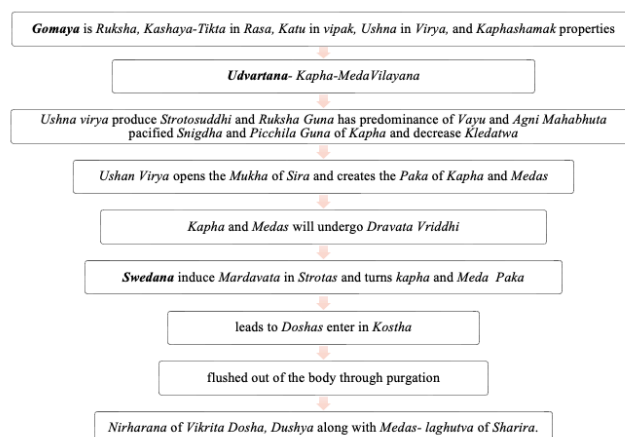 Gomaya is Ruksha, Kashaya-Tikta in Rasa, Katu in vipak, Ushna in Virya, and Kaphashamak properties
Udvartana- Kapha-MedaVilayana
Ushna virya produce Strotosuddhi and Ruksha Guna has predominance of Vayu and Agni Mahabhuta
pacified Snigdha and Picchila Guna of Kapha and decrease Kledatwa
Ushan Virya opens the Mukha of Sira and creates the Paka of Kapha and Medas
Kapha and Medas will undergo Dravata Vriddhi
Swedana induce Mardavata in Strotas and turns kapha and Meda Paka
leads to Doshas enter in Kostha
flushed out of the body through purgation
Nirharana of Vikrita Dosha, Dushya along with Medas- laghutva of Sharira.